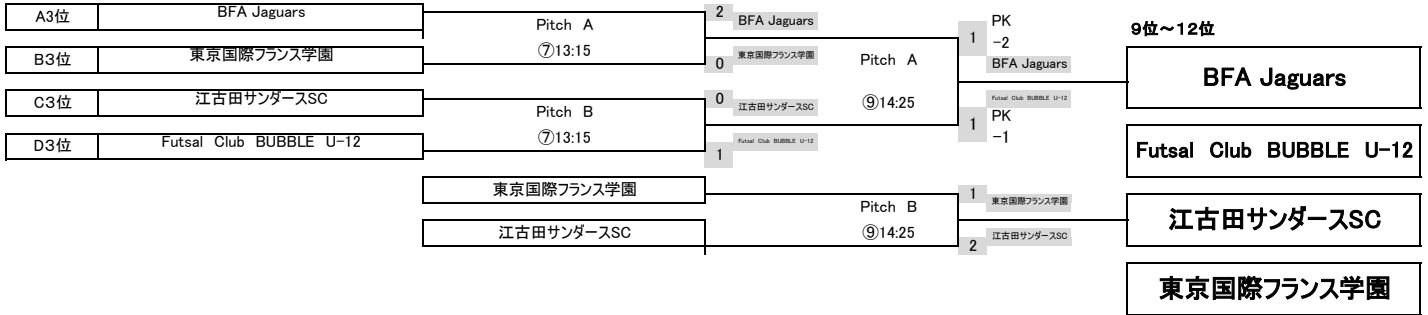 A3位 BFA Jaguars
B3位 東京国際フランス学園
C3位 江古田サンダースSC
D3位 Futsal Club BUBBLE U-12
Pitch A
⑦13:15
Pitch B
⑦13:15
2 BFA Jaguars
0 東京国際フランス学園
0 江古田サンダースSC
1 Futsal Club BUBBLE U-12
東京国際フランス学園
江古田サンダースSC
Pitch A
⑨14:25
Pitch B
⑨14:25
1 PK
-2
BFA Jaguars
Futsal Club BUBBLE U-12
1 PK
-1
1 東京国際フランス学園
2 江古田サンダースSC
9位～12位
BFA Jaguars
Futsal Club BUBBLE U-12
江古田サンダースSC
東京国際フランス学園